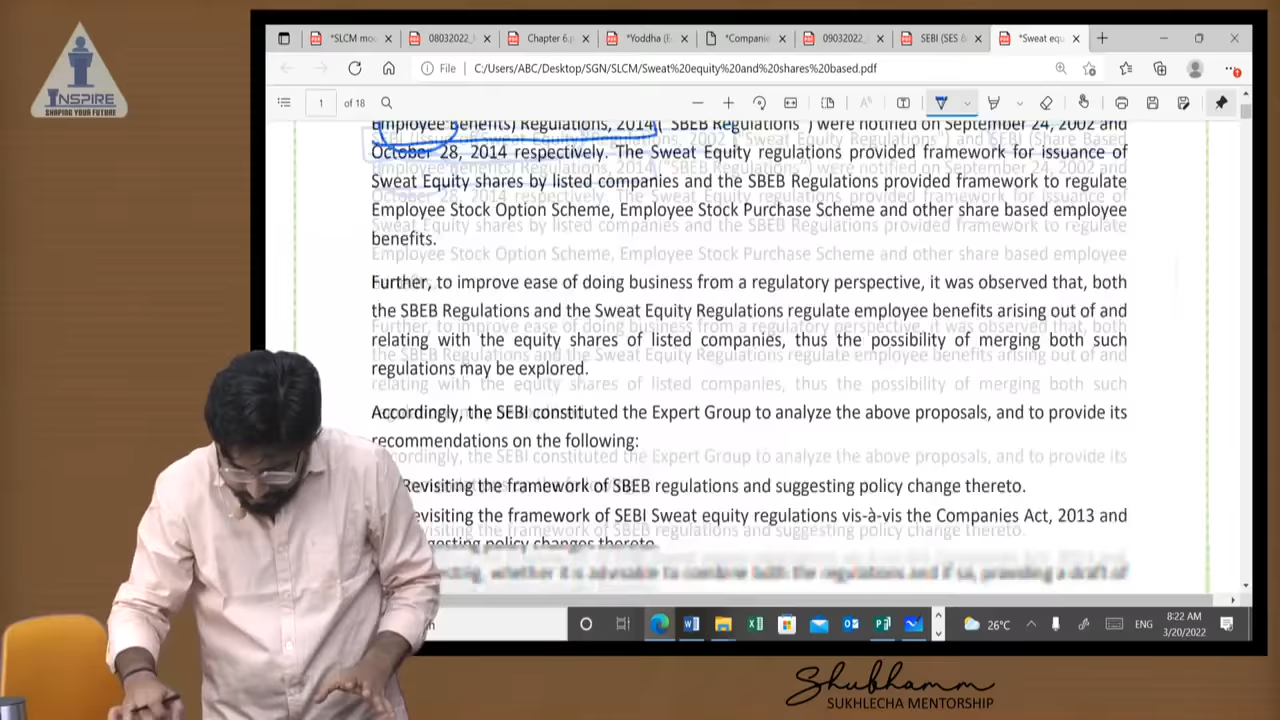 INSPIRE
SHAPING YOUR FUTURE
*SLCM mo
08032022_
Chapter 6.p
*Yoddha (E
*Companie
09032022_
SEBI (SES &
*Sweat equ
File C:/Users/ABC/Desktop/SGN/SLCM/Sweat%20equity%20and%20shares%20based.pdf
1 of 18
Employee Benefits) Regulations, 2014 ("SBEB Regulations") were notified on September 24, 2002 and
October 28, 2014 respectively. The Sweat Equity regulations provided framework for issuance of
Sweat Equity shares by listed companies and the SBEB Regulations provided framework to regulate
Employee Stock Option Scheme, Employee Stock Purchase Scheme and other share based employee
benefits.
Further, to improve ease of doing business from a regulatory perspective, it was observed that, both
the SBEB Regulations and the Sweat Equity Regulations regulate employee benefits arising out of and
relating with the equity shares of listed companies, thus the possibility of merging both such
regulations may be explored.
Accordingly, the SEBI constituted the Expert Group to analyze the above proposals, and to provide its
recommendations on the following:
Revisiting the framework of SBEB regulations and suggesting policy change thereto.
evisiting the framework of SEBI Sweat equity regulations vis-à-vis the Companies Act, 2013 and
gesting policy changes thereto
26°C
ENG
8:22 AM
3/20/2022
Shubhamm
SUKHLECHA MENTORSHIP